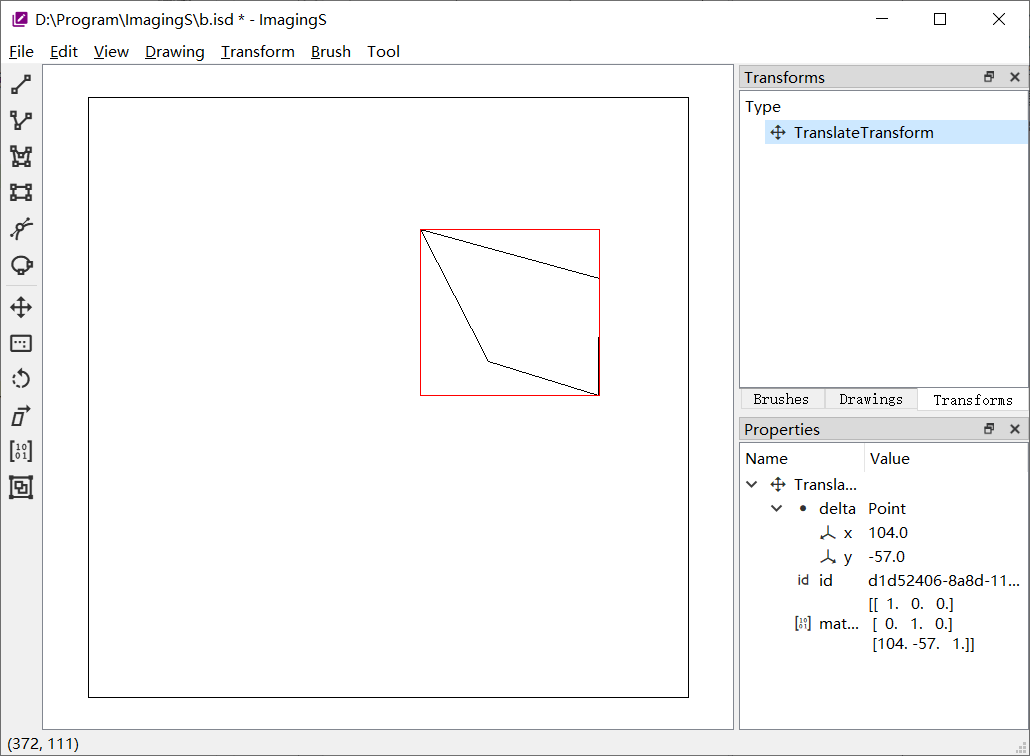 D:\Program\ImagingS\b.isd * - ImagingS
File Edit View Drawing Transform Brush Tool
Transforms
Type
TranslateTransform
Brushes Drawings Transforms
Properties
Name Value
Transla...
delta Point
x 104.0
y -57.0
id id d1d52406-8a8d-11...
[[ 1. 0. 0.]
mat... [ 0. 1. 0.]
[104. -57. 1.]]
(372, 111)